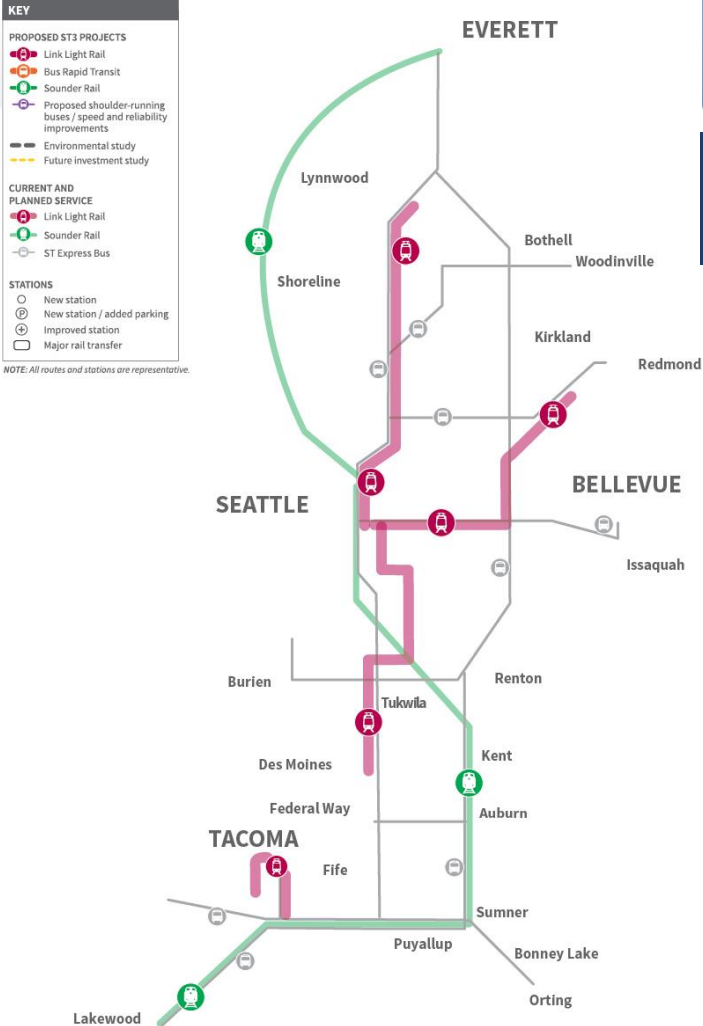 KEY
PROPOSED ST3 PROJECTS
Link Light Rail
Bus Rapid Transit
Sounder Rail
Proposed shoulder-running
buses / speed and reliability
improvements
Environmental study
Future investment study
CURRENT AND
PLANNED SERVICE
Link Light Rail
Sounder Rail
ST Express Bus
STATIONS
New station
P New station / added parking
Improved station
Major rail transfer
NOTE: All routes and stations are representative.
EVERETT
Lynnwood
Bothell
Woodinville
Shoreline
Kirkland
Redmond
BELLEVUE
SEATTLE
Issaquah
Burien
Renton
Tukwila
Kent
Des Moines
Federal Way
Auburn
TACOMA
Fife
Sumner
Puyallup
Bonney Lake
Orting
Lakewood